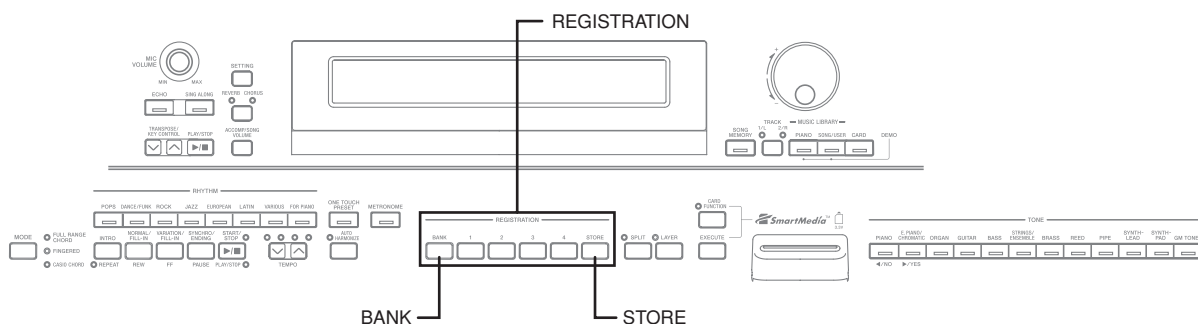 REGISTRATION
MIC VOLUME
MIN MAX
SETTING
ECHO SING ALONG
REVERB CHORUS
TRANSPOSE/KEY CONTROL PLAY/STOP
ACCOMP/SONG VOLUME
SONG MEMORY
TRACK
1/L 2/R
MUSIC LIBRARY
PIANO SONG/USER CARD
DEMO
RHYTHM
POPS DANCE/FUNK ROCK JAZZ EUROPEAN LATIN VARIOUS FOR PIANO
ONE TOUCH PRESET
METRONOME
MODE
FULL RANGE CHORD
FINGERED
CASIO CHORD
INTRO NORMAL/FILL-IN VARIATION/FILL-IN SYNCHRO/ENDING START/STOP
REPEAT REW FF PAUSE PLAY/STOP
TEMPO
AUTO HARMONIZE
REGISTRATION
BANK 1 2 3 4 STORE
SPLIT LAYER
CARD FUNCTION
EXECUTE
SmartMedia™
3.3V
TONE
PIANO E.PIANO/CHROMATIC ORGAN GUITAR BASS STRINGS/ENSEMBLE BRASS REED PIPE SYNTH-LEAD SYNTH-PAD GM TONE
◀/NO ▶/YES
BANK
STORE